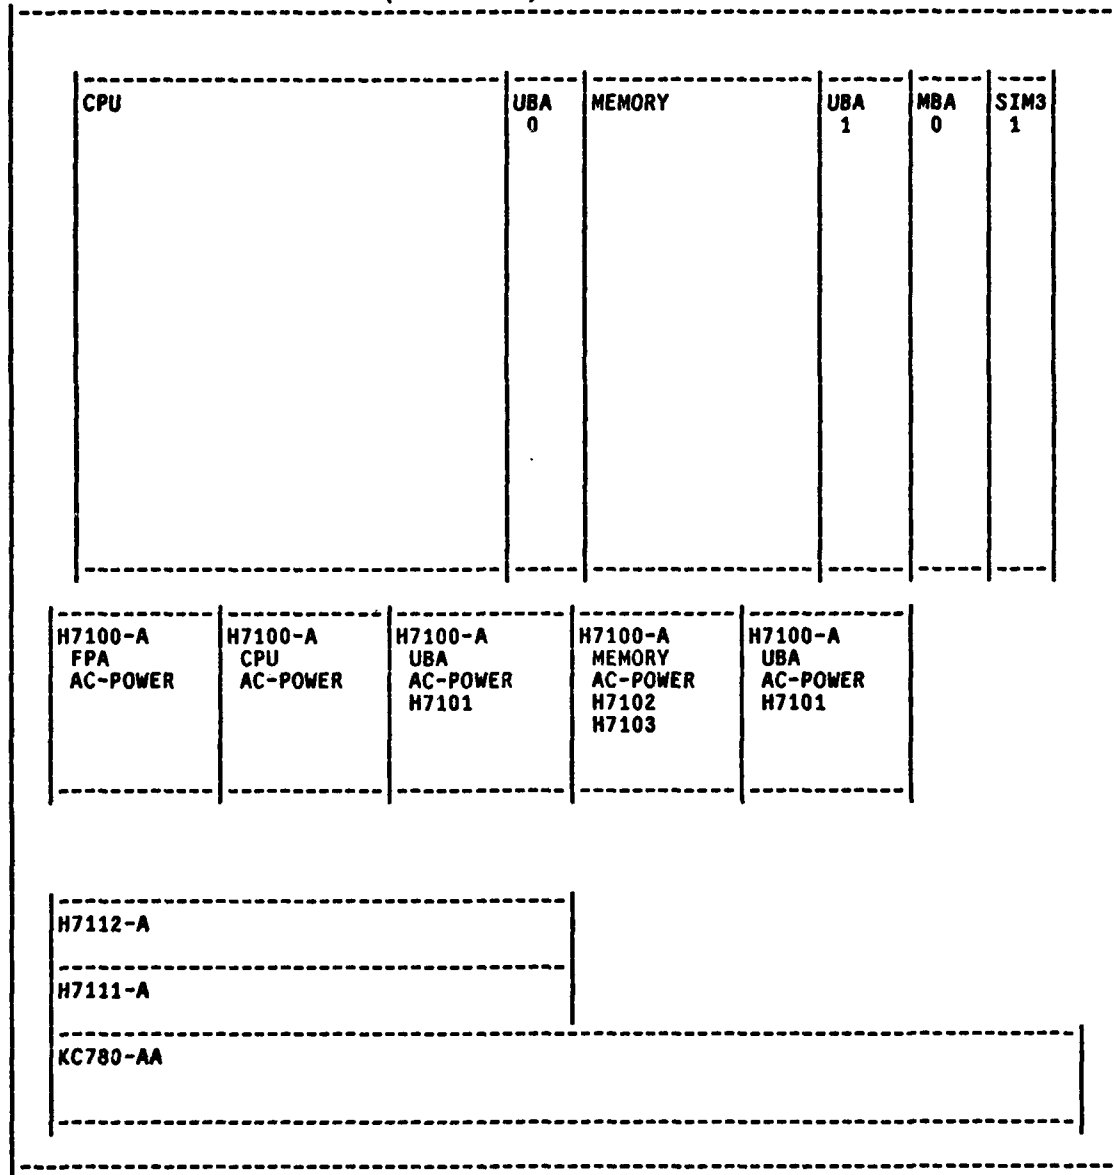 CPU
UBA
0
MEMORY
UBA
1
MBA
0
SIM3
1
H7100-A
FPA
AC-POWER
H7100-A
CPU
AC-POWER
H7100-A
UBA
AC-POWER
H7101
H7100-A
MEMORY
AC-POWER
H7102
H7103
H7100-A
UBA
AC-POWER
H7101
H7112-A
H7111-A
KC780-AA